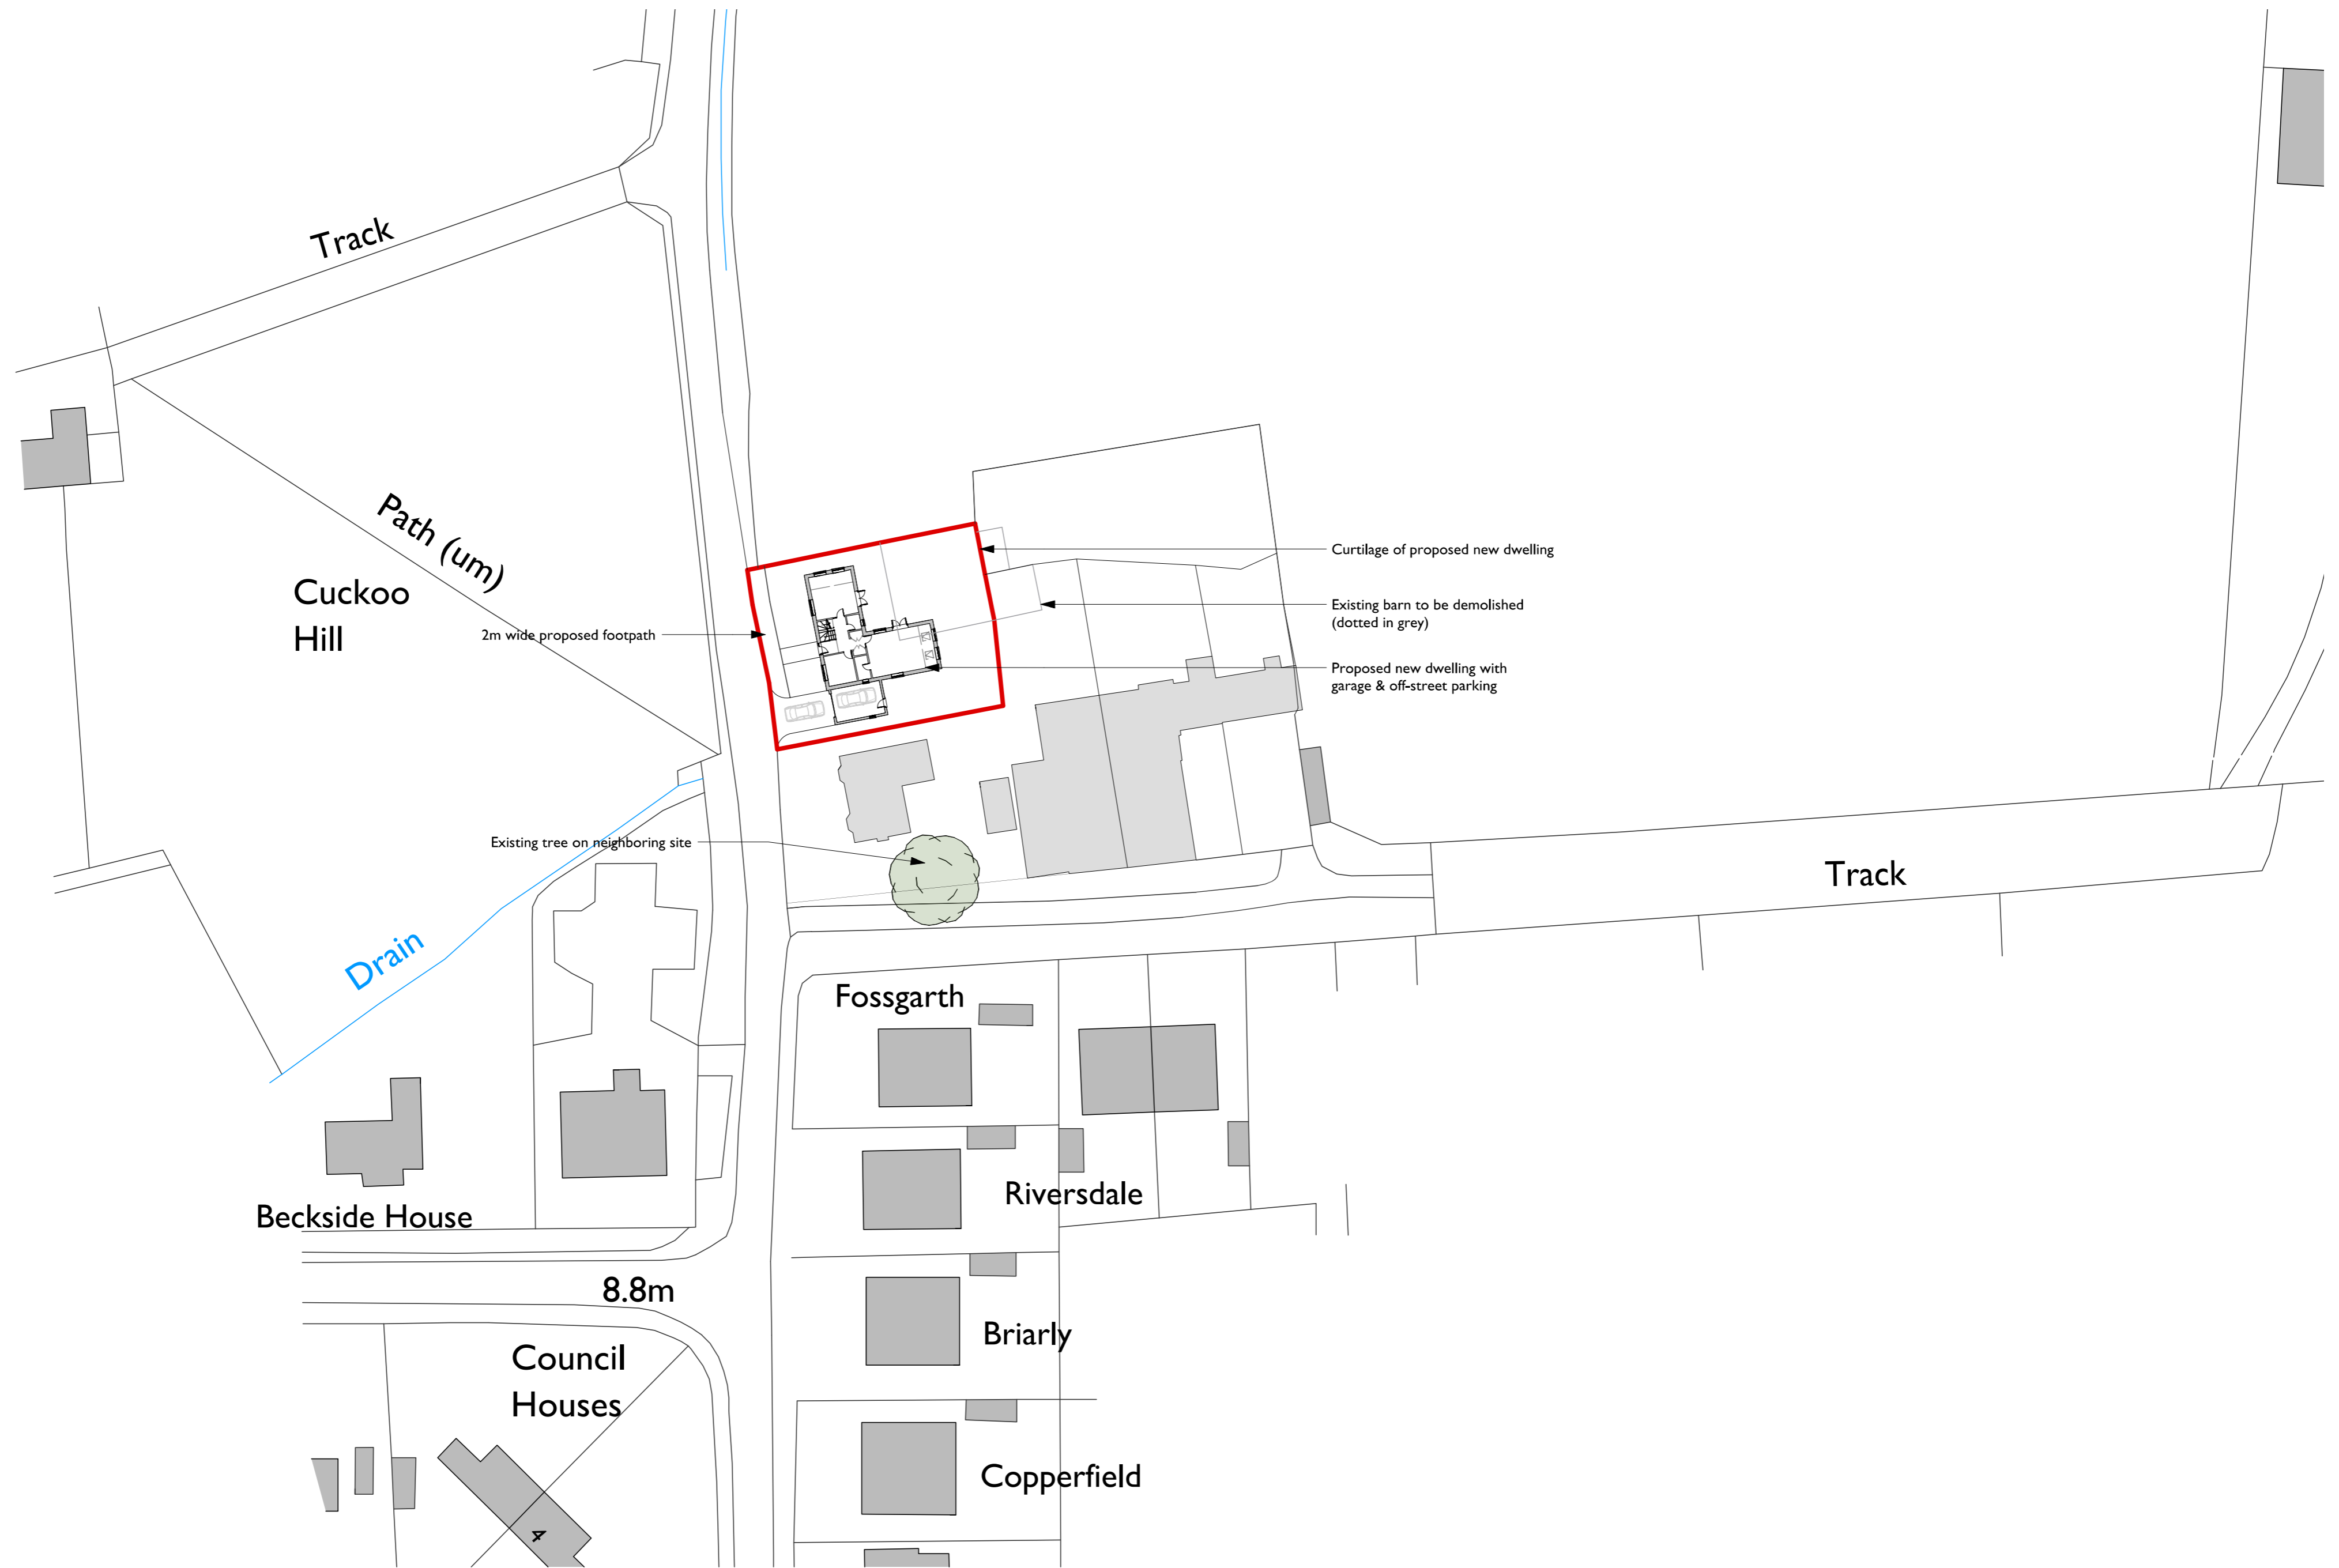 Track
Path (um)
Cuckoo
Hill
Curtilage of proposed new dwelling
Existing barn to be demolished
(dotted in grey)
2m wide proposed footpath
Proposed new dwelling with
garage & off-street parking
Existing tree on neighboring site
Track
Drain
Fossgarth
Riversdale
Beckside House
8.8m
Briarly
Council
Houses
Copperfield
4